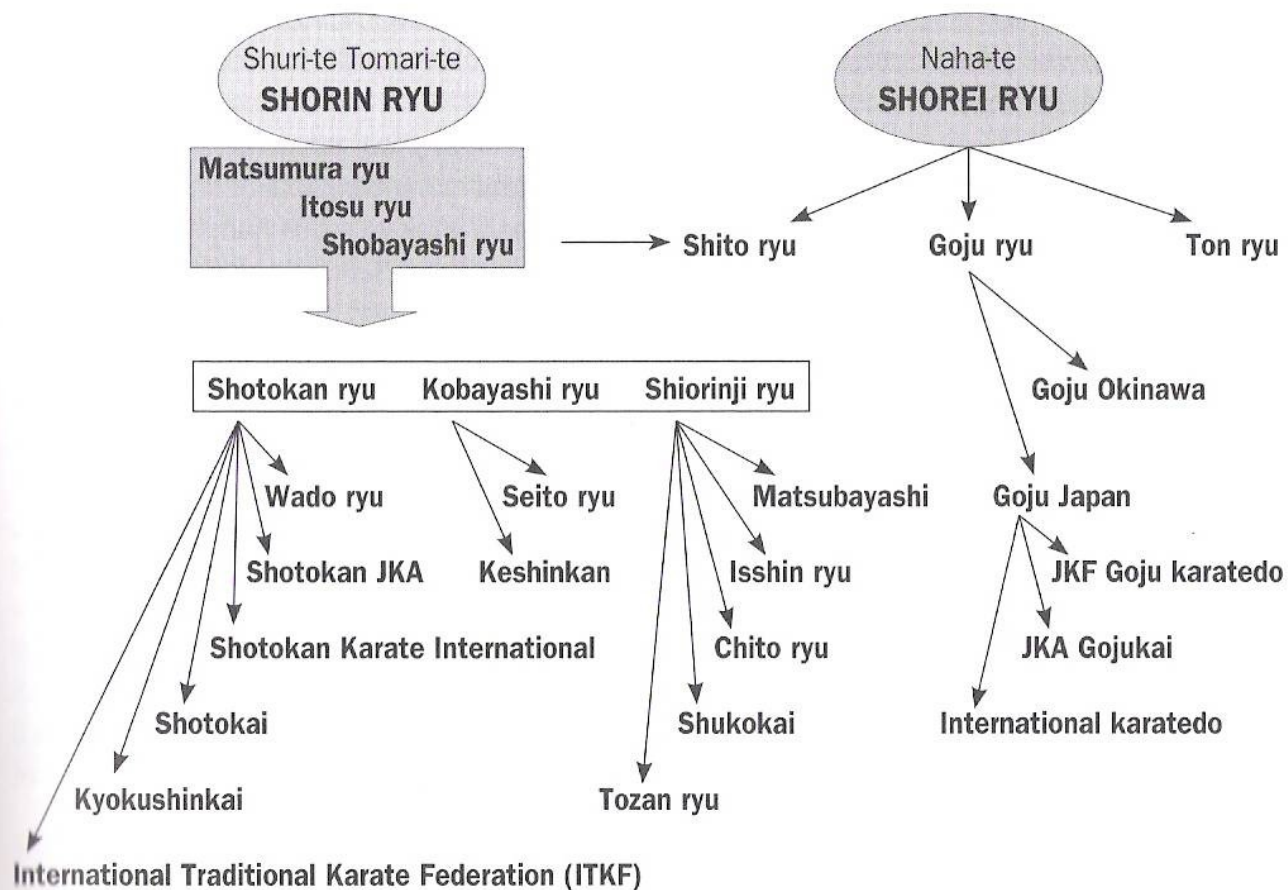 Shuri-te Tomari-te
SHORIN RYU
Naha-te
SHOREI RYU
Matsumura ryu
Itosu ryu
Shobayashi ryu
Shito ryu
Goju ryu
Ton ryu
Shotokan ryu
Kobayashi ryu
Shiorinji ryu
Goju Okinawa
Wado ryu
Seito ryu
Matsubayashi
Goju Japan
Shotokan JKA
Keshinkan
Isshin ryu
JKF Goju karatedo
Shotokan Karate International
Chito ryu
JKA Gojukai
Shotokai
Shukokai
International karatedo
Kyokushinkai
Tozan ryu
International Traditional Karate Federation (ITKF)